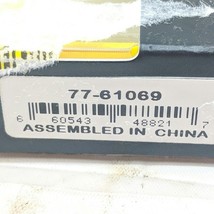 77-61069
6 60543 48821 7
ASSEMBLED IN CHINA